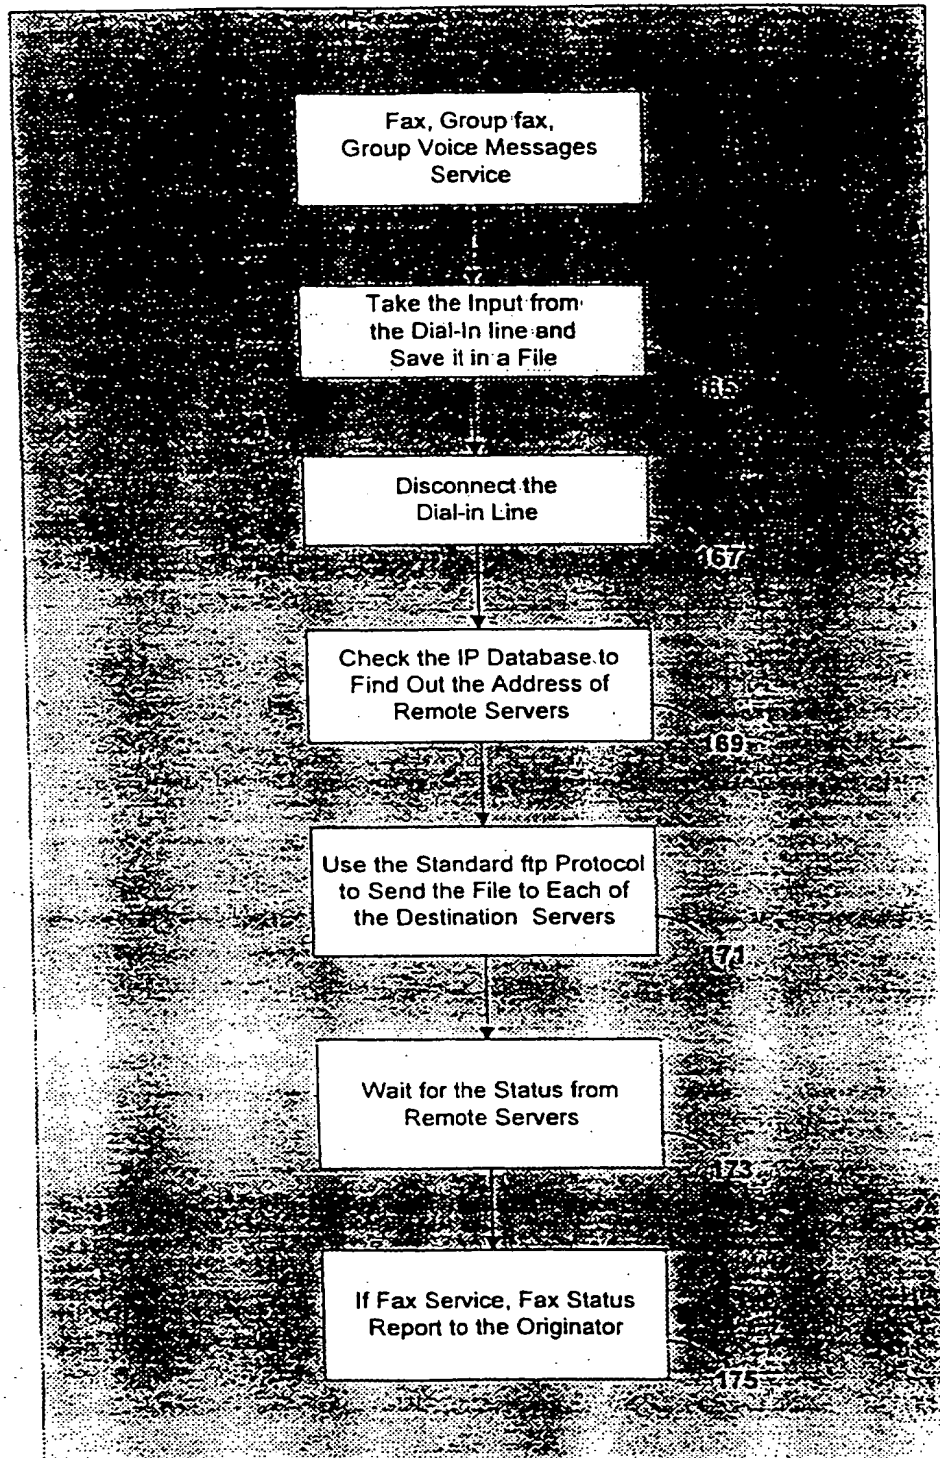 Fax, Group fax,
Group Voice Messages
Service
Take the Input from
the Dial-In line and
Save it in a File
165
Disconnect the
Dial-in Line
167
Check the IP Database to
Find Out the Address of
Remote Servers
169
Use the Standard ftp Protocol
to Send the File to Each of
the Destination Servers
171
Wait for the Status from
Remote Servers
173
If Fax Service, Fax Status
Report to the Originator
175